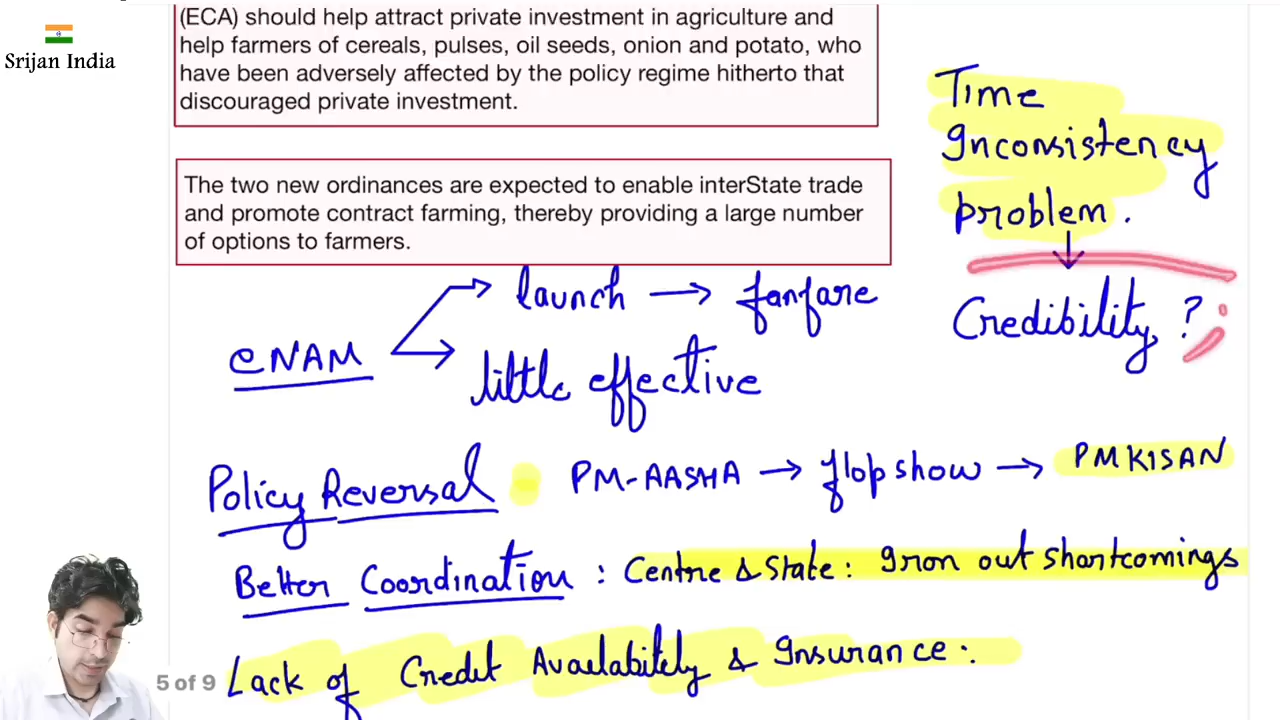 Srijan India
(ECA) should help attract private investment in agriculture and
help farmers of cereals, pulses, oil seeds, onion and potato, who
have been adversely affected by the policy regime hitherto that
discouraged private investment.
The two new ordinances are expected to enable interState trade
and promote contract farming, thereby providing a large number
of options to farmers.
Time
Inconsistency
problem.
↓
Credibility ?
eNAM → launch → fanfare
→ little effective
Policy Reversal PM-AASHA → flop show → PMKISAN
Better Coordination : Centre & State : Iron out shortcomings
Lack of Credit Availability & Insurance :
5 of 9